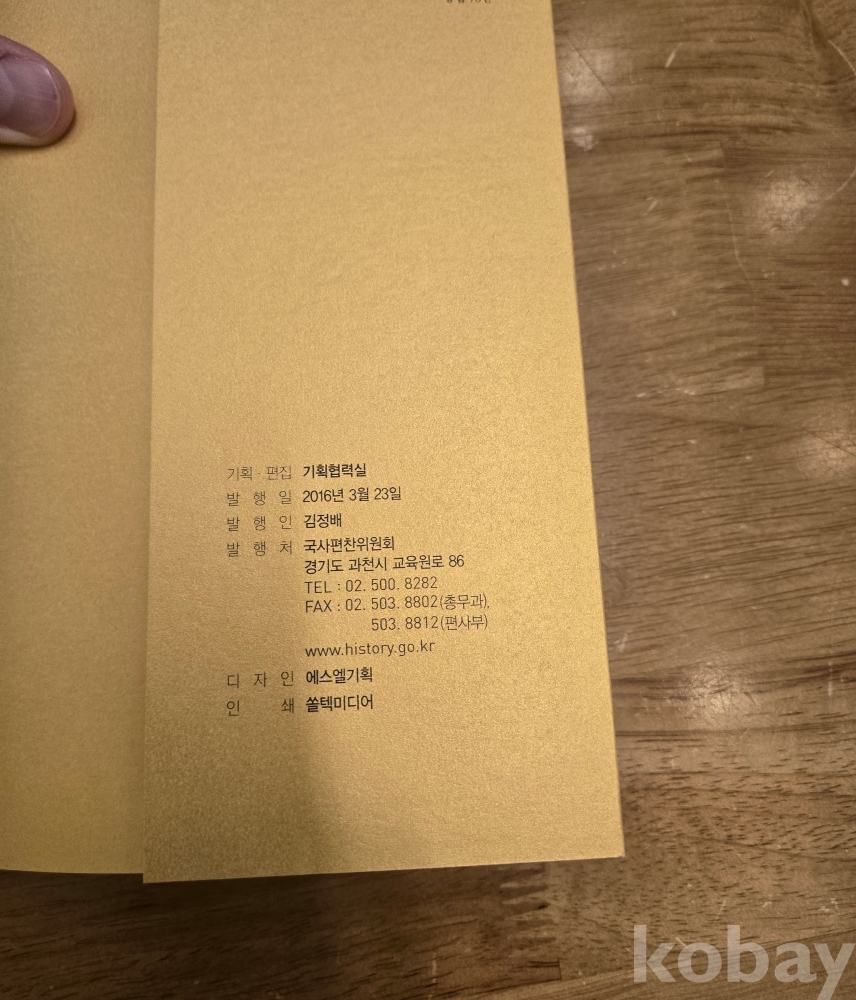 기획 · 편집 기획협력실
발 행 일 2016년 3월 23일
발 행 인 김정배
발 행 처 국사편찬위원회
경기도 과천시 교육원로 86
TEL : 02. 500. 8282
FAX : 02. 503. 8802(총무과),
503. 8812(편사부)
www.history.go.kr
디 자 인 에스엘기획
인 쇄 쏠텍미디어
kobay